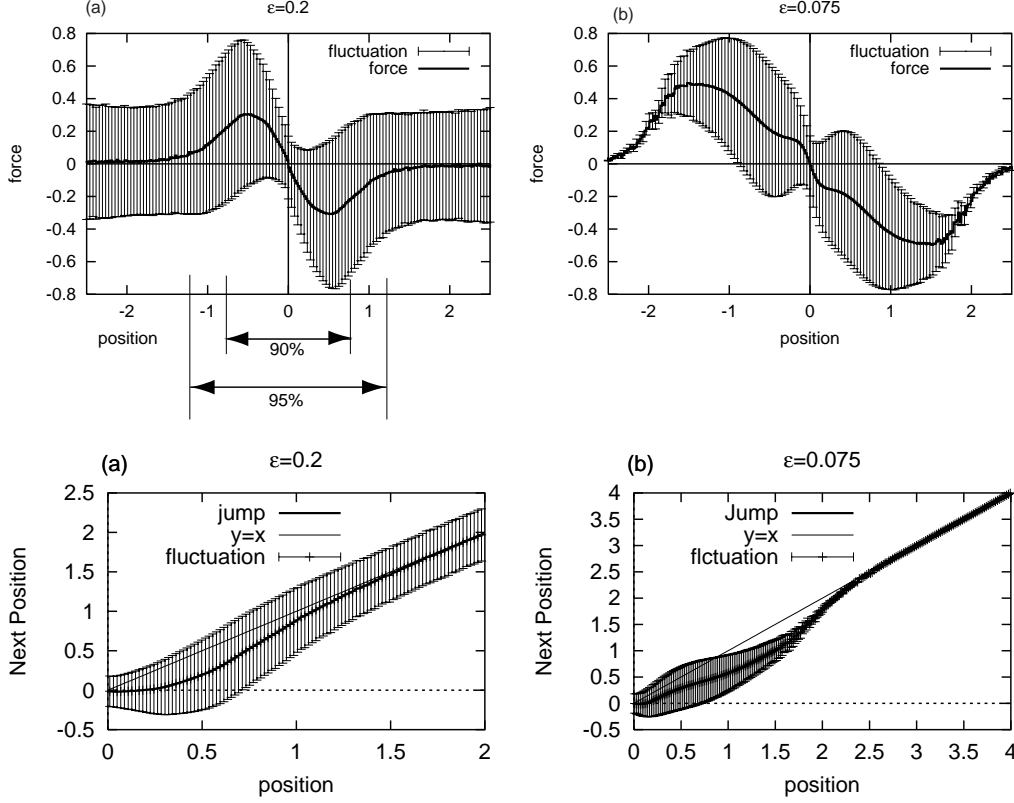 (a)
ε=0.2
fluctuation
force
0.8
0.6
0.4
0.2
0
-0.2
-0.4
-0.6
-0.8
force
-2
-1
0
1
2
position
90%
95%
(b)
ε=0.075
fluctuation
force
0.8
0.6
0.4
0.2
0
-0.2
-0.4
-0.6
-0.8
force
-2
-1
0
1
2
position
(a)
ε=0.2
jump
y=x
fluctuation
2.5
2
1.5
1
0.5
0
-0.5
Next Position
0
0.5
1
1.5
2
position
(b)
ε=0.075
Jump
y=x
flctuation
4
3.5
3
2.5
2
1.5
1
0.5
0
-0.5
Next Position
0
0.5
1
1.5
2
2.5
3
3.5
4
position